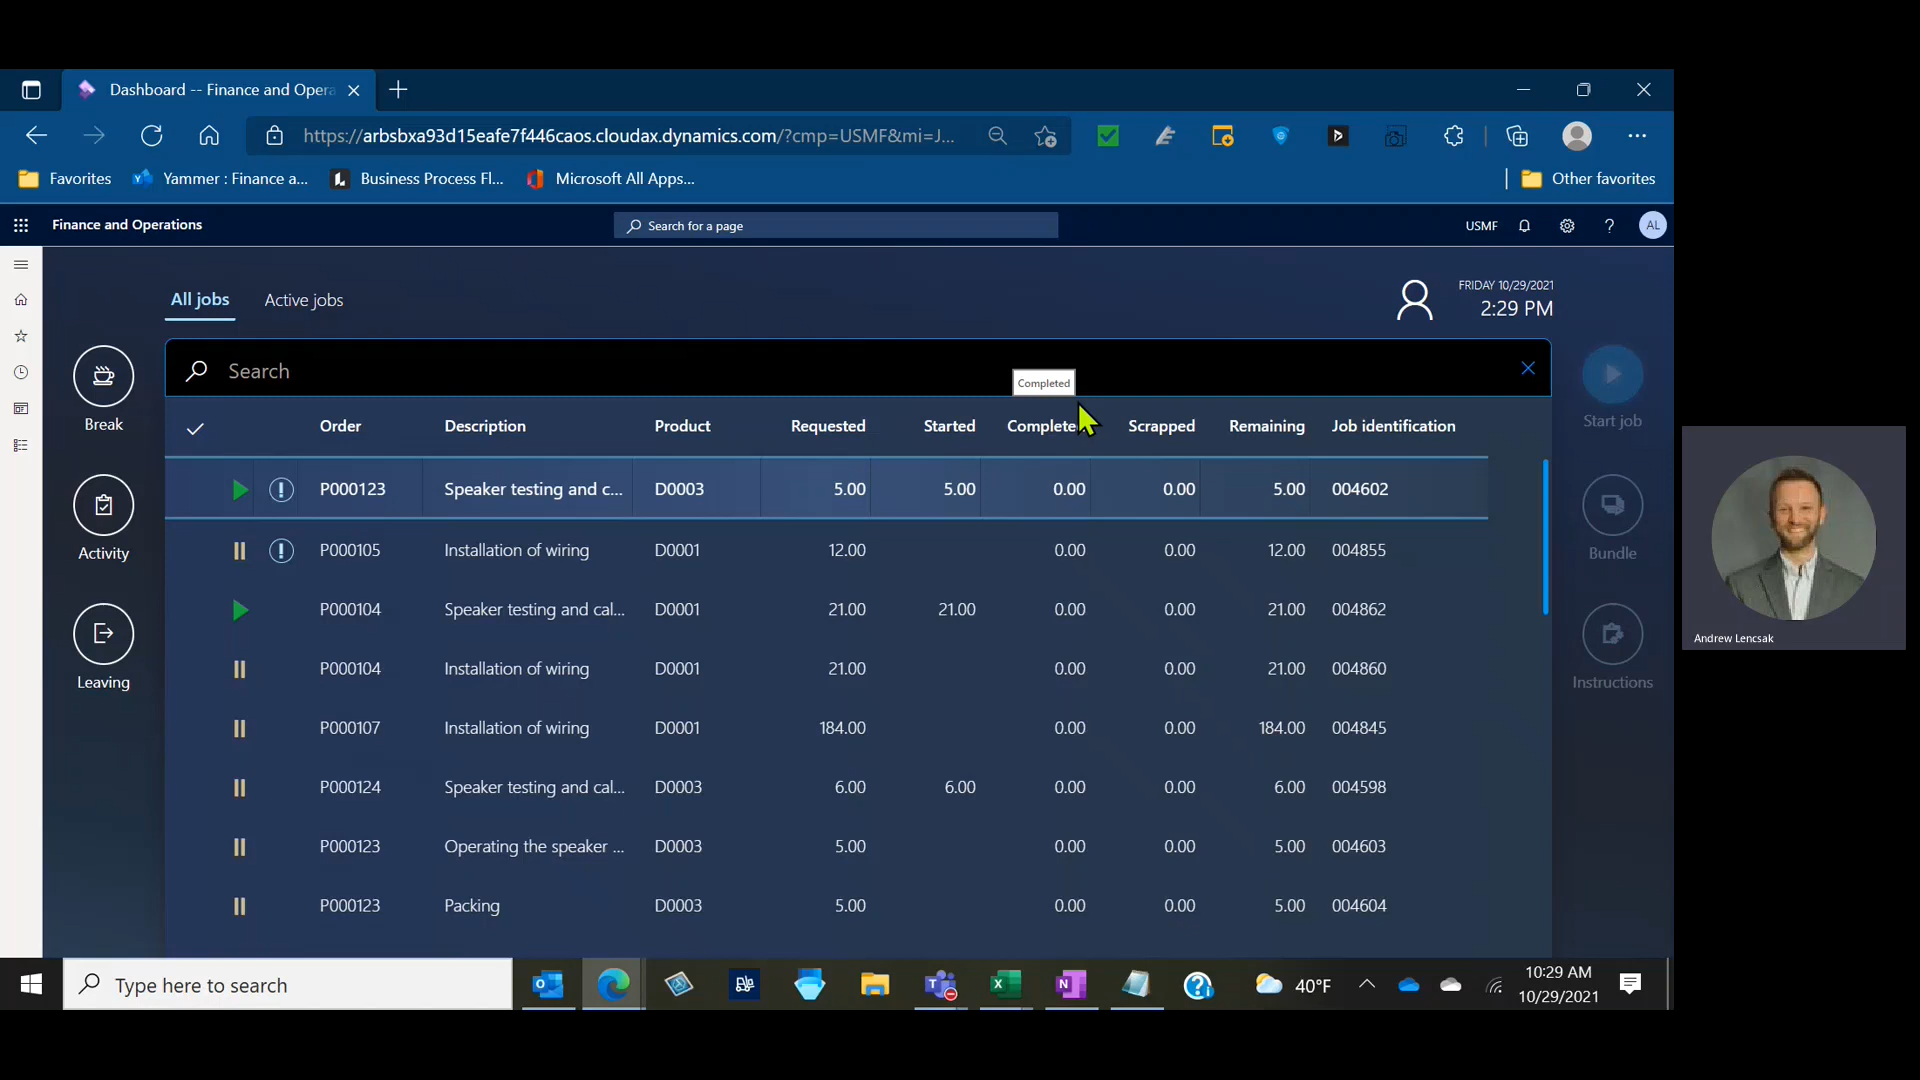 Dashboard -- Finance and Opera
https://arbsbxa93d15eafe7f446caos.cloudax.dynamics.com/?cmp=USMF&mi=J...
Favorites
Yammer : Finance a...
Business Process Fl...
Microsoft All Apps...
Other favorites
Finance and Operations
Search for a page
USMF
AL
All jobs
Active jobs
FRIDAY 10/29/2021
2:29 PM
Search
Completed
Break
Activity
Leaving
Start job
Bundle
Instructions
Order Description Product Requested Started Complete Scrapped Remaining Job identification
P000123 Speaker testing and c... D0003 5.00 5.00 0.00 0.00 5.00 004602
P000105 Installation of wiring D0001 12.00 0.00 0.00 12.00 004855
P000104 Speaker testing and cal... D0001 21.00 21.00 0.00 0.00 21.00 004862
P000104 Installation of wiring D0001 21.00 0.00 0.00 21.00 004860
P000107 Installation of wiring D0001 184.00 0.00 0.00 184.00 004845
P000124 Speaker testing and cal... D0003 6.00 6.00 0.00 0.00 6.00 004598
P000123 Operating the speaker ... D0003 5.00 0.00 0.00 5.00 004603
P000123 Packing D0003 5.00 0.00 0.00 5.00 004604
Andrew Lencsak
Type here to search
40°F
10:29 AM
10/29/2021